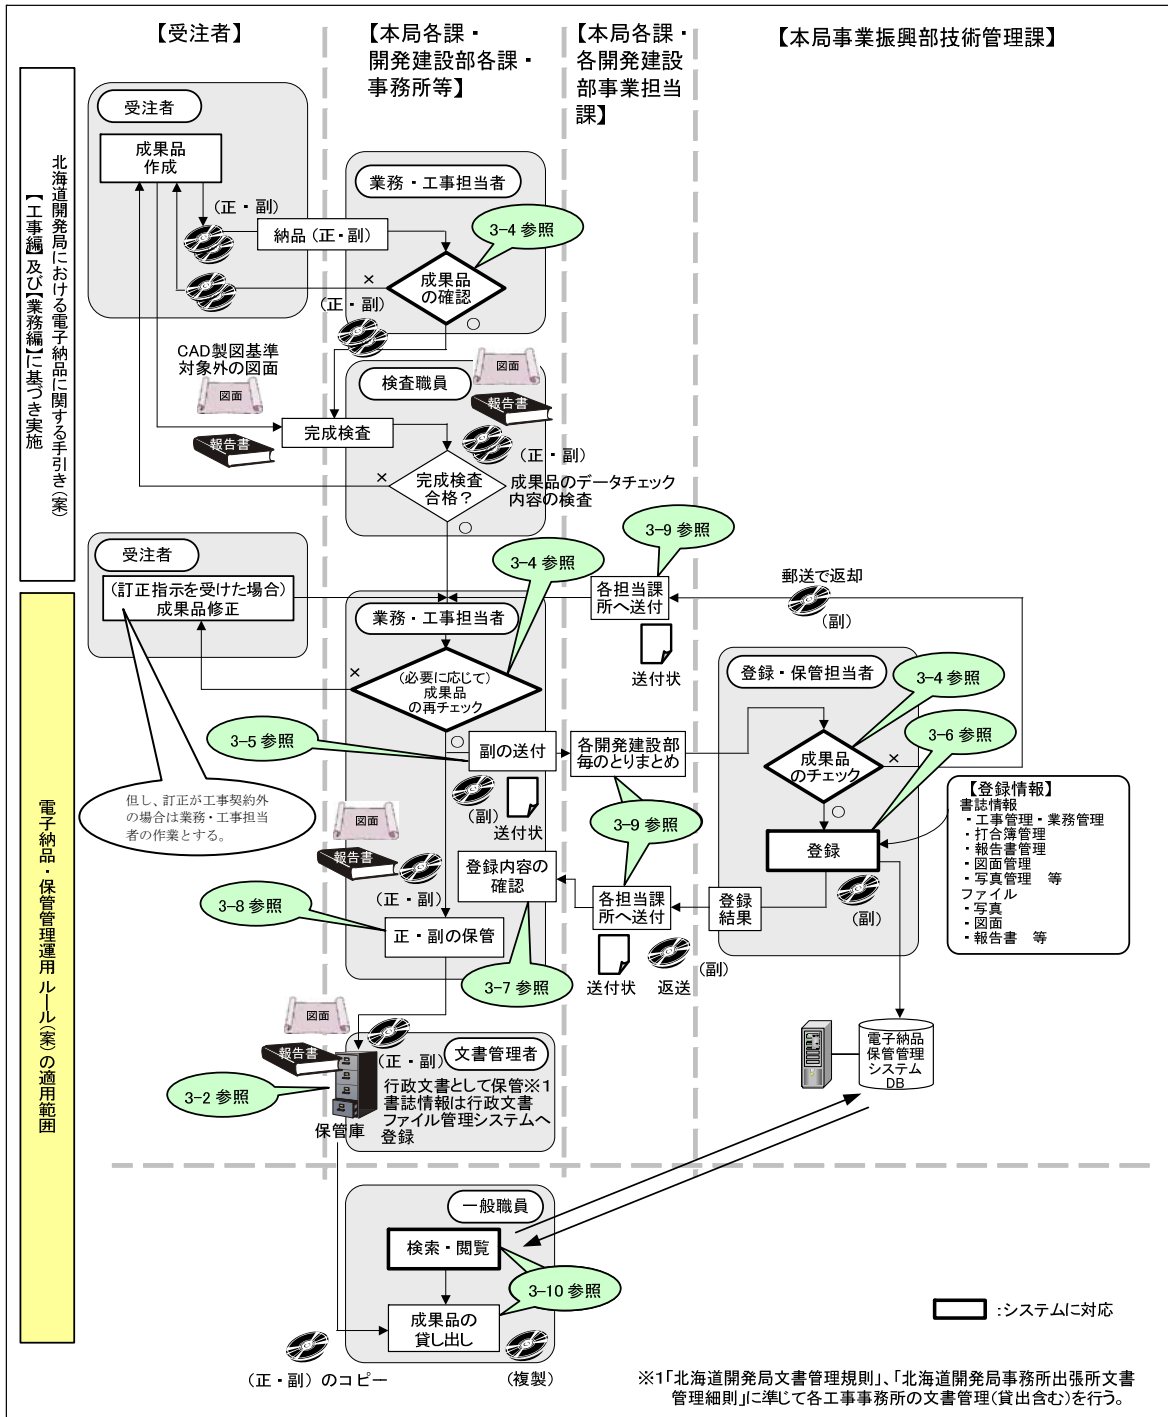 【受注者】
【本局各課・
開発建設部各課・
事務所等】
【本局各課・
各開発建設
部事業担当
課】
【本局事業振興部技術管理課】
北海道開発局における電子納品に関する手引き(案)
【工事編】及び【業務編】に基づき実施
受注者
成果品
作成
(正・副)
納品(正・副)
業務・工事担当者
3-4 参照
成果品
の確認
×
(正・副)
○
CAD製図基準
対象外の図面
図面
報告書
完成検査
検査職員
図面
報告書
(正・副)
×
完成検査
合格?
成果品のデータチェック
内容の検査
○
電子納品・保管管理運用 ルール(案)の適用範囲
受注者
(訂正指示を受けた場合)
成果品修正
3-4 参照
3-9 参照
各担当課
所へ送付
送付状
郵送で返却
(副)
業務・工事担当者
×
(必要に応じて)
成果品
の再チェック
○
3-5 参照
副の送付
(副)
送付状
各開発建設部
毎のとりまとめ
登録・保管担当者
3-4 参照
3-6 参照
成果品
のチェック
×
○
登録
(副)
【登録情報】
書誌情報
・工事管理・業務管理
・打合簿管理
・報告書管理
・図面管理
・写真管理 等
ファイル
・写真
・図面
・報告書 等
但し、訂正が工事契約外
の場合は業務・工事担当
者の作業とする。
図面
報告書
(正・副)
3-9 参照
登録内容の
確認
各担当課
所へ送付
登録
結果
送付状
返送
(副)
3-8 参照
正・副の保管
3-7 参照
図面
報告書
(正・副)
文書管理者
3-2 参照
保管庫
行政文書として保管※1
書誌情報は行政文書
ファイル管理システムへ
登録
電子納品
保管管理
システム
DB
一般職員
検索・閲覧
3-10 参照
成果品の
貸し出し
(正・副)のコピー
(複製)
:システムに対応
※1「北海道開発局文書管理規則」、「北海道開発局事務所出張所文書
管理細則」に準じて各工事事務所の文書管理(貸出含む)を行う。